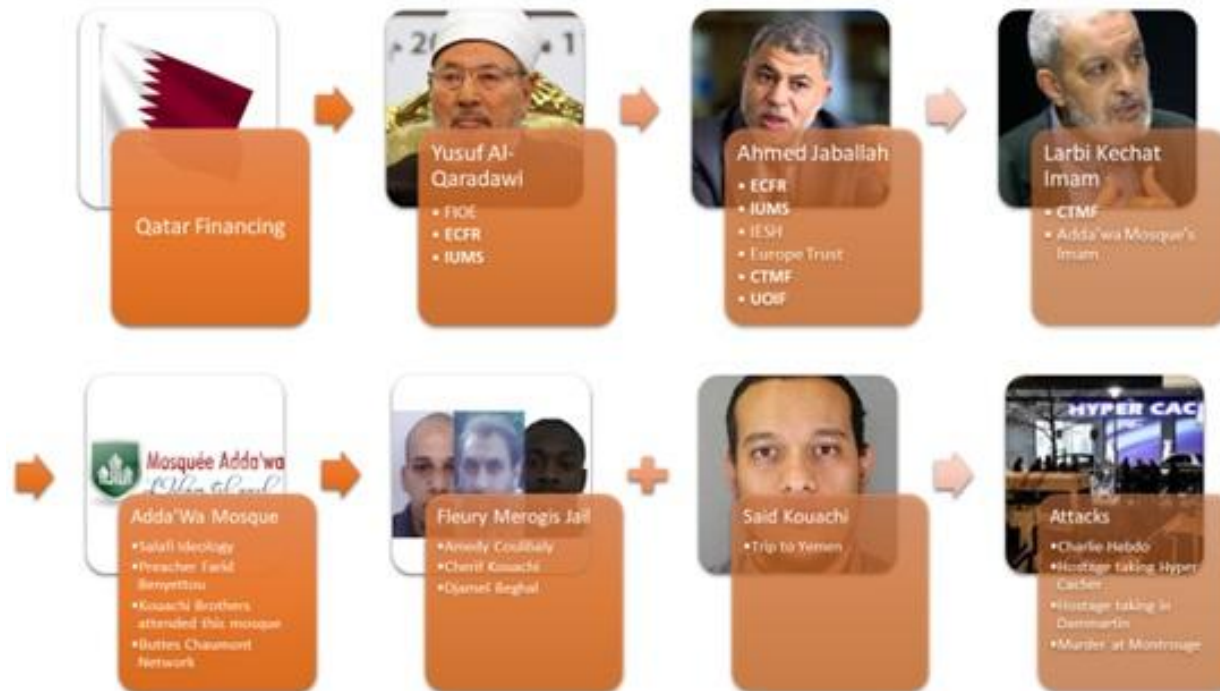 Qatar Financing
Yusuf Al-
Qaradawi
• FIOE
• ECFR
• IUMS
Ahmed Jaballah
• ECFR
• IUMS
• IESH
• Europe Trust
• CTMF
• UOIF
Larbi Kechat
Imam
• CTMF
• Adda'wa Mosque's
Imam
Mosquée Adda'wa
Adda'Wa Mosque
•Salafi Ideology
•Preacher Farid
Benyettou
•Kouachi Brothers
attended this mosque
•Buttes Chaumont
Network
Fleury Merogis Jail
•Amedy Coulibaly
•Cherif Kouachi
•Djamel Beghal
Said Kouachi
•Trip to Yemen
HYPER CAC
Attacks
•Charlie Hebdo
•Hostage taking Hyper
Cacher
•Hostage taking in
Dammartin
•Murder at Montrouge